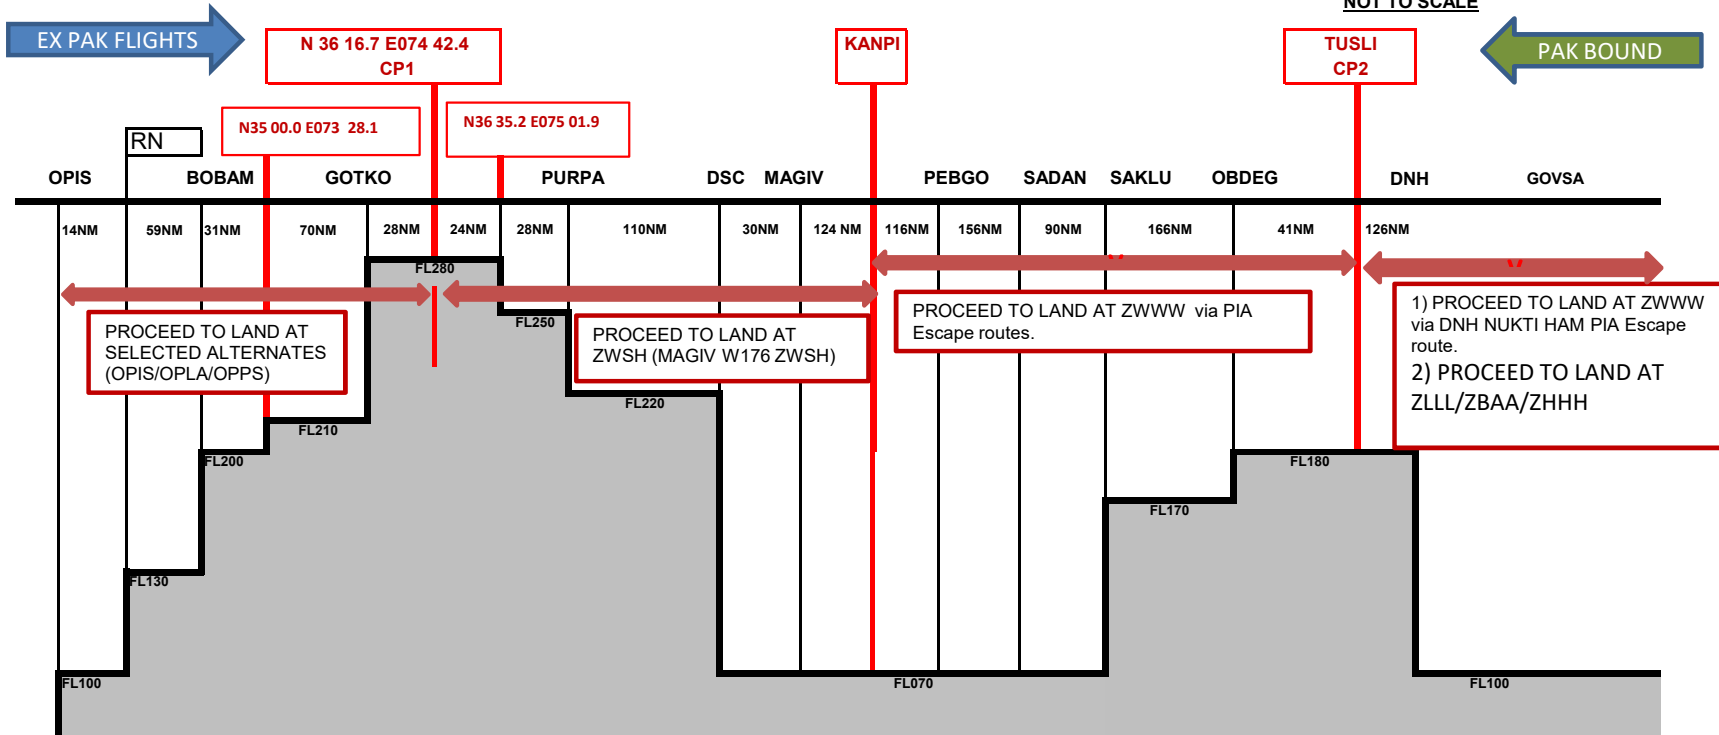 NOT TO SCALE
EX PAK FLIGHTS
N 36 16.7 E074 42.4
CP1
KANPI
TUSLI
CP2
PAK BOUND
N35 00.0 E073 28.1
N36 35.2 E075 01.9
RN
OPIS BOBAM GOTKO PURPA DSC MAGIV PEBGO SADAN SAKLU OBDEG DNH GOVSA
14NM 59NM 31NM 70NM 28NM 24NM 28NM 110NM 30NM 124 NM 116NM 156NM 90NM 166NM 41NM 126NM
FL280
PROCEED TO LAND AT
SELECTED ALTERNATES
(OPIS/OPLA/OPPS)
FL250
PROCEED TO LAND AT
ZWSH (MAGIV W176 ZWSH)
PROCEED TO LAND AT ZWWW via PIA
Escape routes.
1) PROCEED TO LAND AT ZWWW
via DNH NUKTI HAM PIA Escape
route.
2) PROCEED TO LAND AT
ZLLL/ZBAA/ZHHH
FL220
FL210
FL200
FL180
FL170
FL130
FL100
FL070
FL100